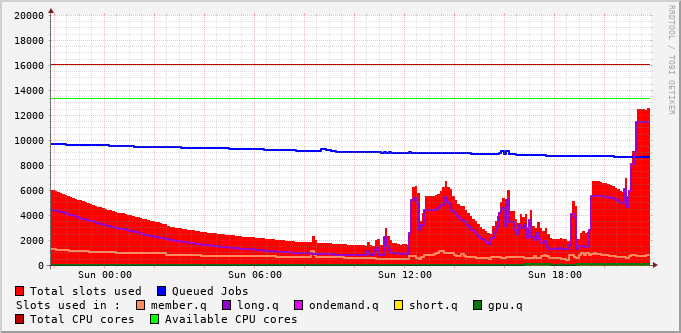 20000
18000
16000
14000
12000
10000
8000
6000
4000
2000
0
Sun 00:00 Sun 06:00 Sun 12:00 Sun 18:00
RRDTOOL / TOBI OETIKER
Total slots used Queued Jobs
Slots used in : member.q long.q ondemand.q short.q gpu.q
Total CPU cores Available CPU cores